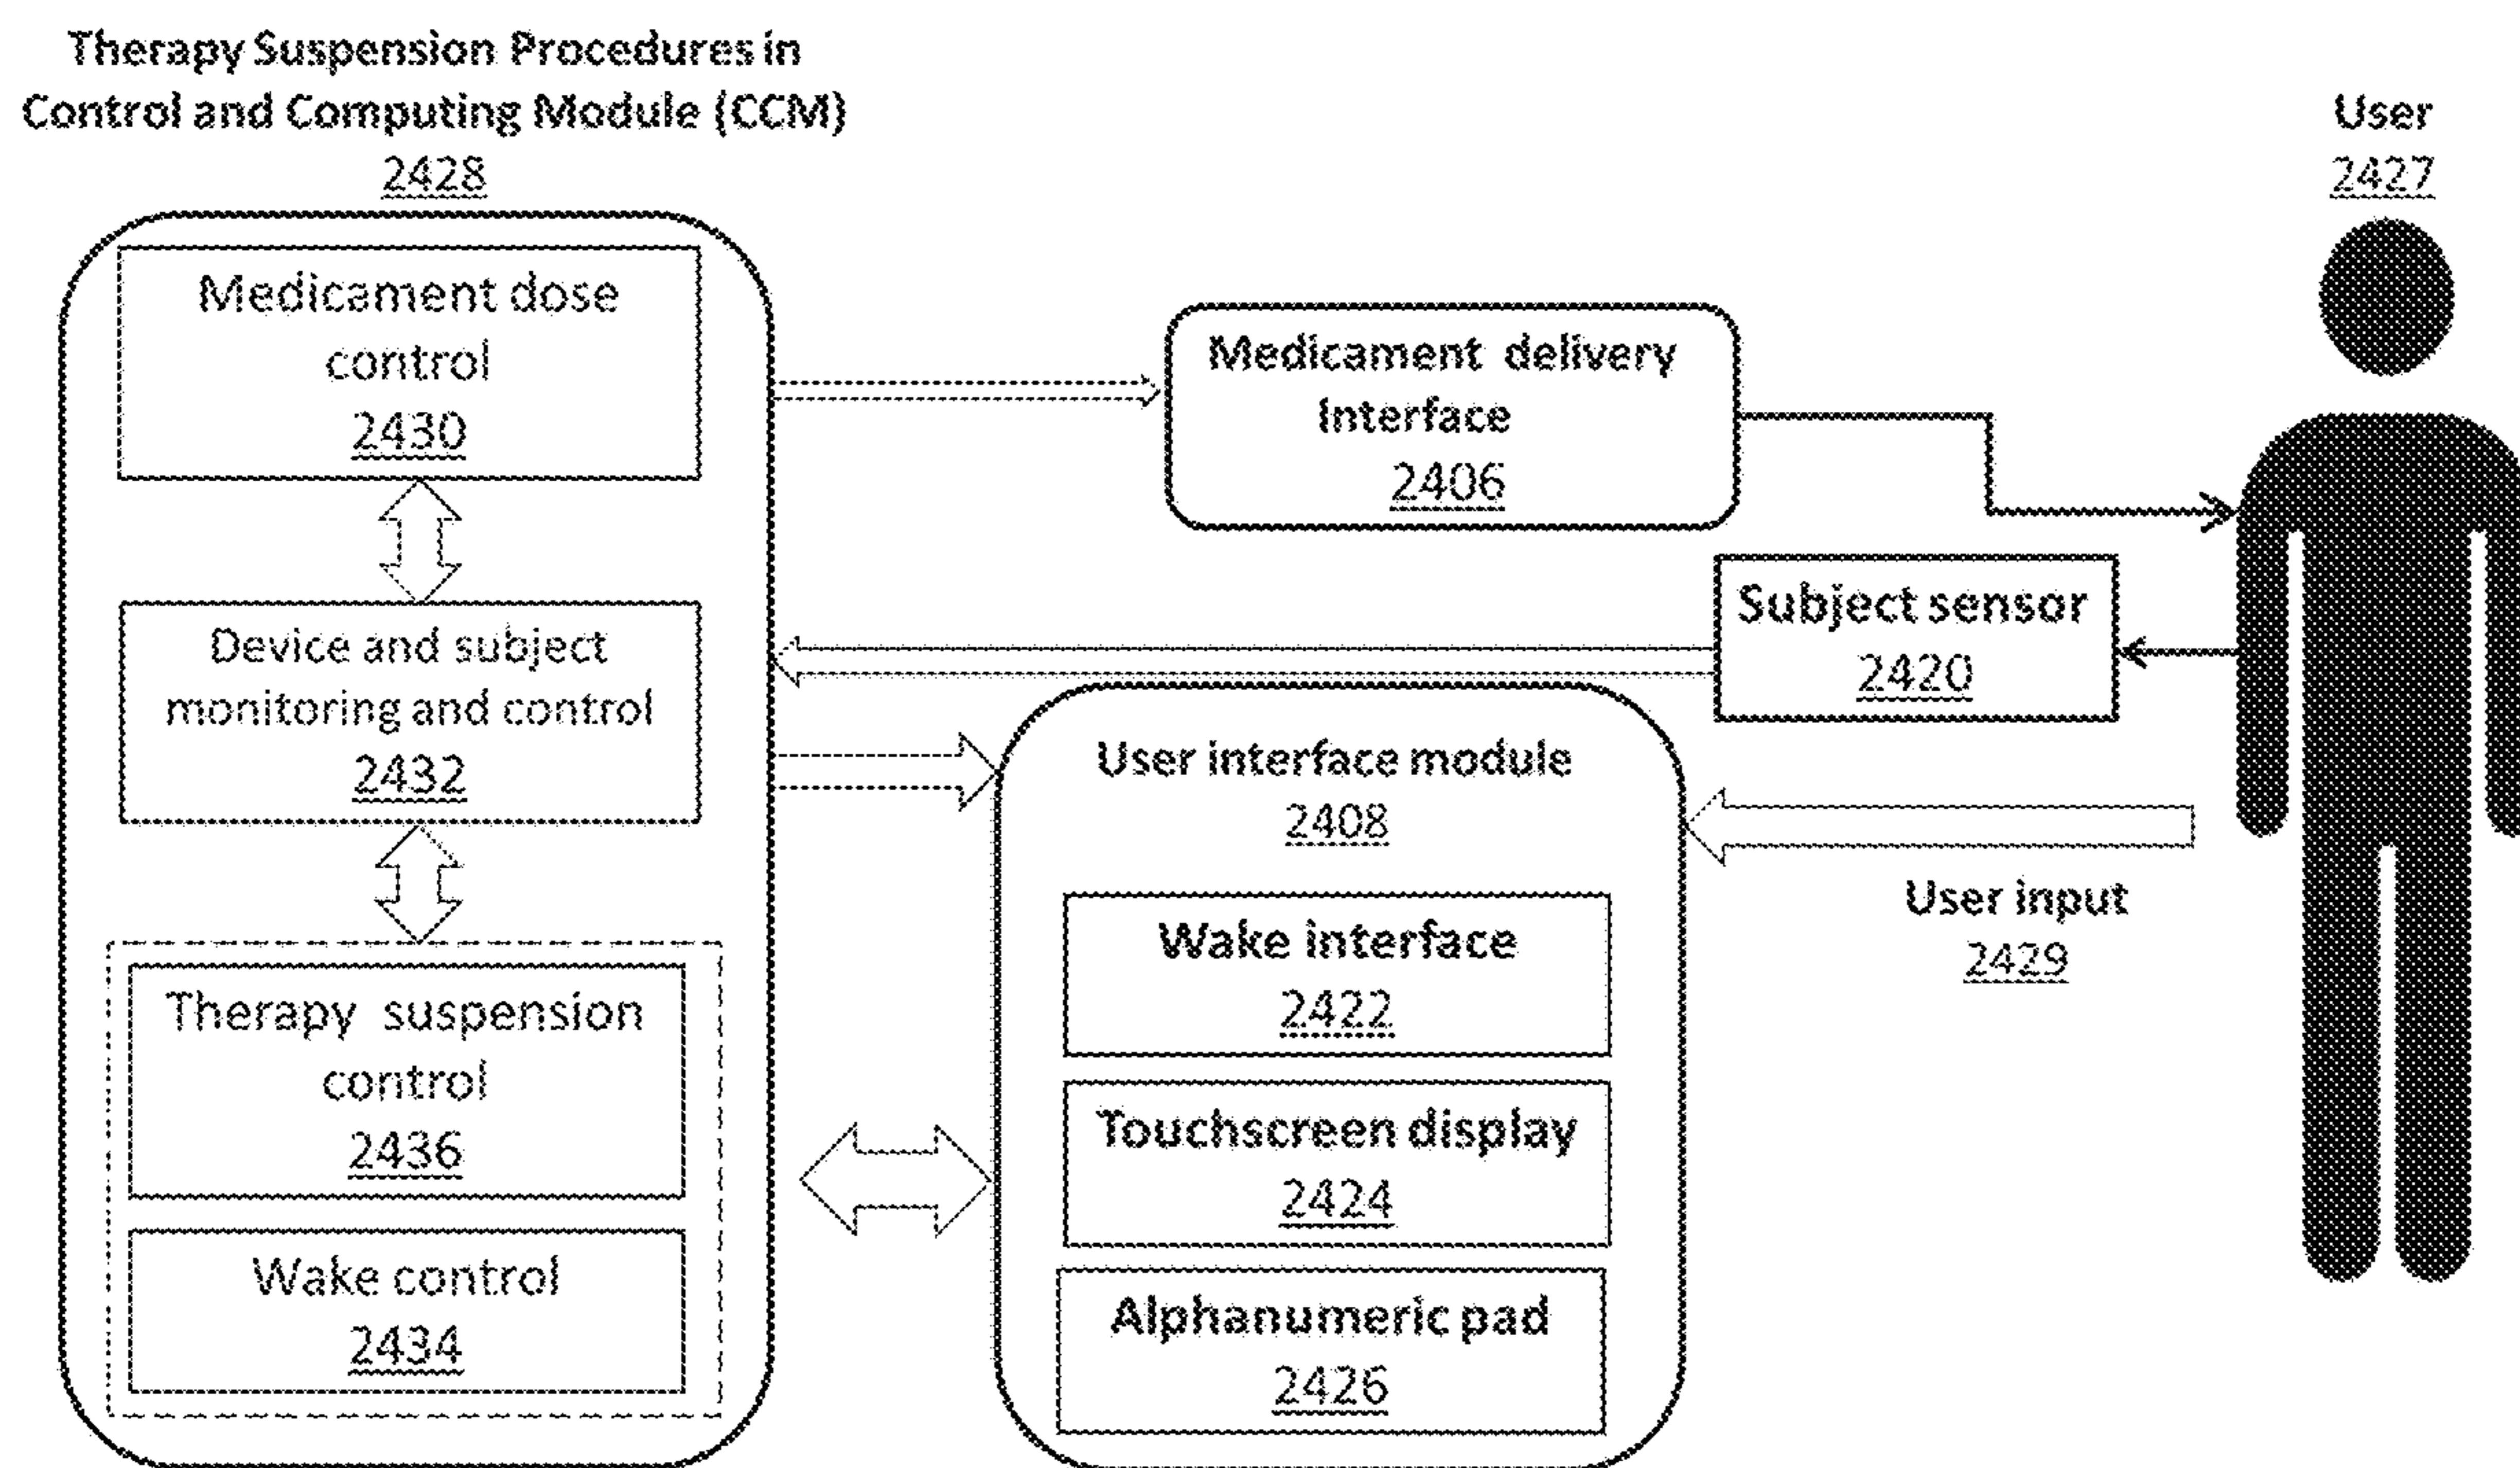 Therapy Suspension Procedures in
Control and Computing Module (CCM)
2428
User
2427
Medicament dose
control
2430
Medicament delivery
Interface
2406
Device and subject
monitoring and control
2432
Subject sensor
2420
User interface module
2408
User input
2429
Wake interface
2422
Therapy suspension
control
2436
Touchscreen display
2424
Wake control
2434
Alphanumeric pad
2426